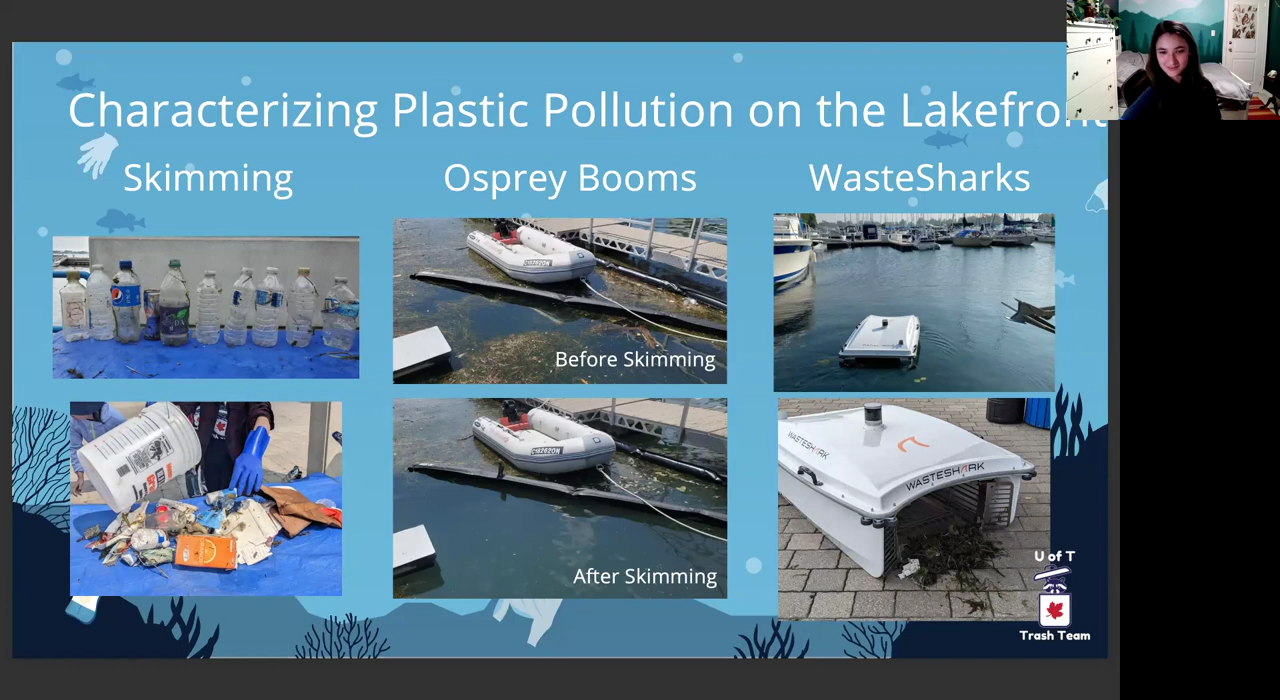 Characterizing Plastic Pollution on the Lakefront
Skimming
Osprey Booms
WasteSharks
Before Skimming
After Skimming
WASTESHARK
WASTESHARK
U of T
Trash Team